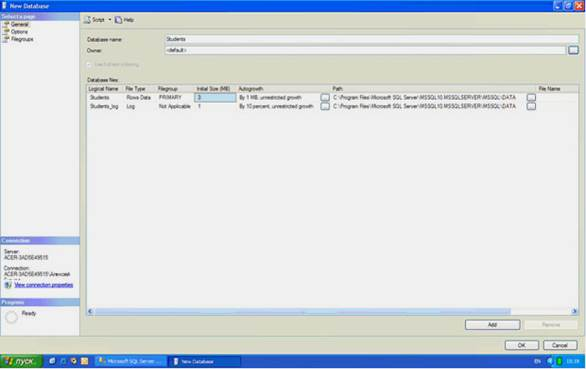 New Database
Select a page
General
Options
Filegroups
Script
Help
Database name:
Students
Owner:
<default>
Use full-text indexing
Database files:
Logical Name File Type Filegroup Initial Size (MB) Autogrowth Path File Name
Students Rows Data PRIMARY 3 By 1 MB, unrestricted growth ... C:\Program Files\Microsoft SQL Server\MSSQL10.MSSQLSERVER\MSSQL\DATA ...
Students_log Log Not Applicable 1 By 10 percent, unrestricted growth ... C:\Program Files\Microsoft SQL Server\MSSQL10.MSSQLSERVER\MSSQL\DATA ...
Connection
Server:
ACER-3AD5E49515
Connection:
ACER-3AD5E49515\Алексей
View connection properties
Progress
Ready
Add
Remove
OK
Cancel
пуск
Microsoft SQL Server ...
New Database
EN